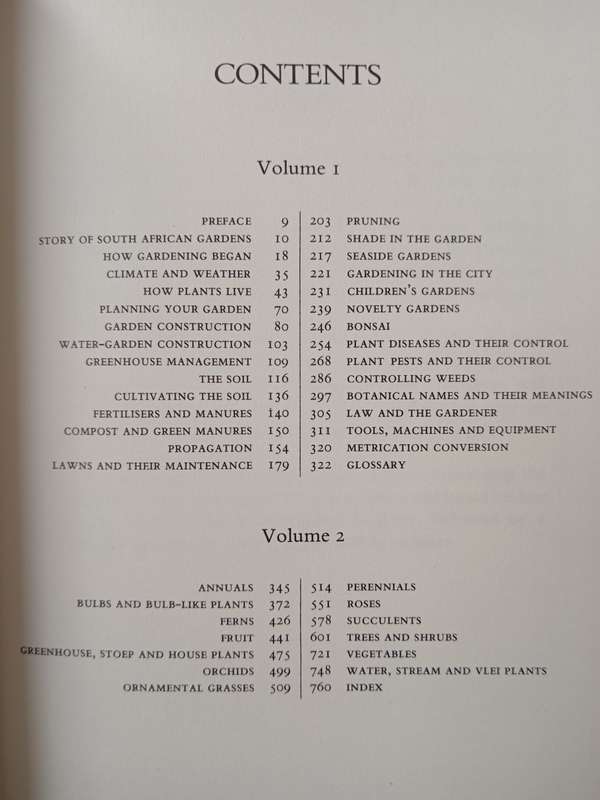 CONTENTS
Volume 1
PREFACE 9
STORY OF SOUTH AFRICAN GARDENS 10
HOW GARDENING BEGAN 18
CLIMATE AND WEATHER 35
HOW PLANTS LIVE 43
PLANNING YOUR GARDEN 70
GARDEN CONSTRUCTION 80
WATER-GARDEN CONSTRUCTION 103
GREENHOUSE MANAGEMENT 109
THE SOIL 116
CULTIVATING THE SOIL 136
FERTILISERS AND MANURES 140
COMPOST AND GREEN MANURES 150
PROPAGATION 154
LAWNS AND THEIR MAINTENANCE 179
203 PRUNING
212 SHADE IN THE GARDEN
217 SEASIDE GARDENS
221 GARDENING IN THE CITY
231 CHILDREN'S GARDENS
239 NOVELTY GARDENS
246 BONSAI
254 PLANT DISEASES AND THEIR CONTROL
268 PLANT PESTS AND THEIR CONTROL
286 CONTROLLING WEEDS
297 BOTANICAL NAMES AND THEIR MEANINGS
305 LAW AND THE GARDENER
311 TOOLS, MACHINES AND EQUIPMENT
320 METRICATION CONVERSION
322 GLOSSARY
Volume 2
ANNUALS 345
BULBS AND BULB-LIKE PLANTS 372
FERNS 426
FRUIT 441
GREENHOUSE, STOEP AND HOUSE PLANTS 475
ORCHIDS 499
ORNAMENTAL GRASSES 509
514 PERENNIALS
551 ROSES
578 SUCCULENTS
601 TREES AND SHRUBS
721 VEGETABLES
748 WATER, STREAM AND VLEI PLANTS
760 INDEX